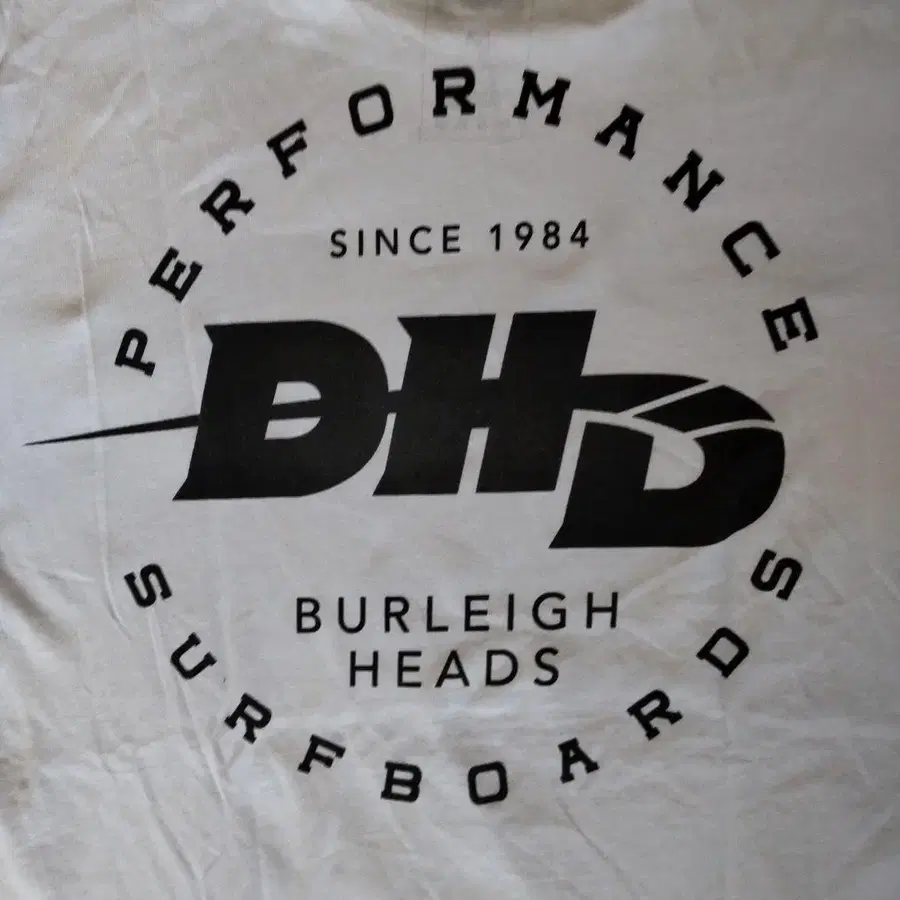 PERFORMANCE
SINCE 1984
DHD
BURLEIGH
HEADS
SURFBOARDS